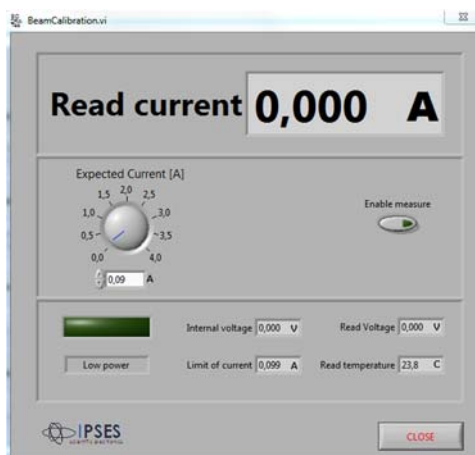 BeamCalibration.vi
Read current 0,000 A
Expected Current [A]
1,5 2,0 2,5
1,0 3,0
0,5 3,5
0,0 4,0
0,09 A
Enable measure
Internal voltage 0,000 V Read Voltage 0,000 V
Low power Limit of current 0,099 A Read temperature 23,8 C
IPSES
scientific electronics
CLOSE